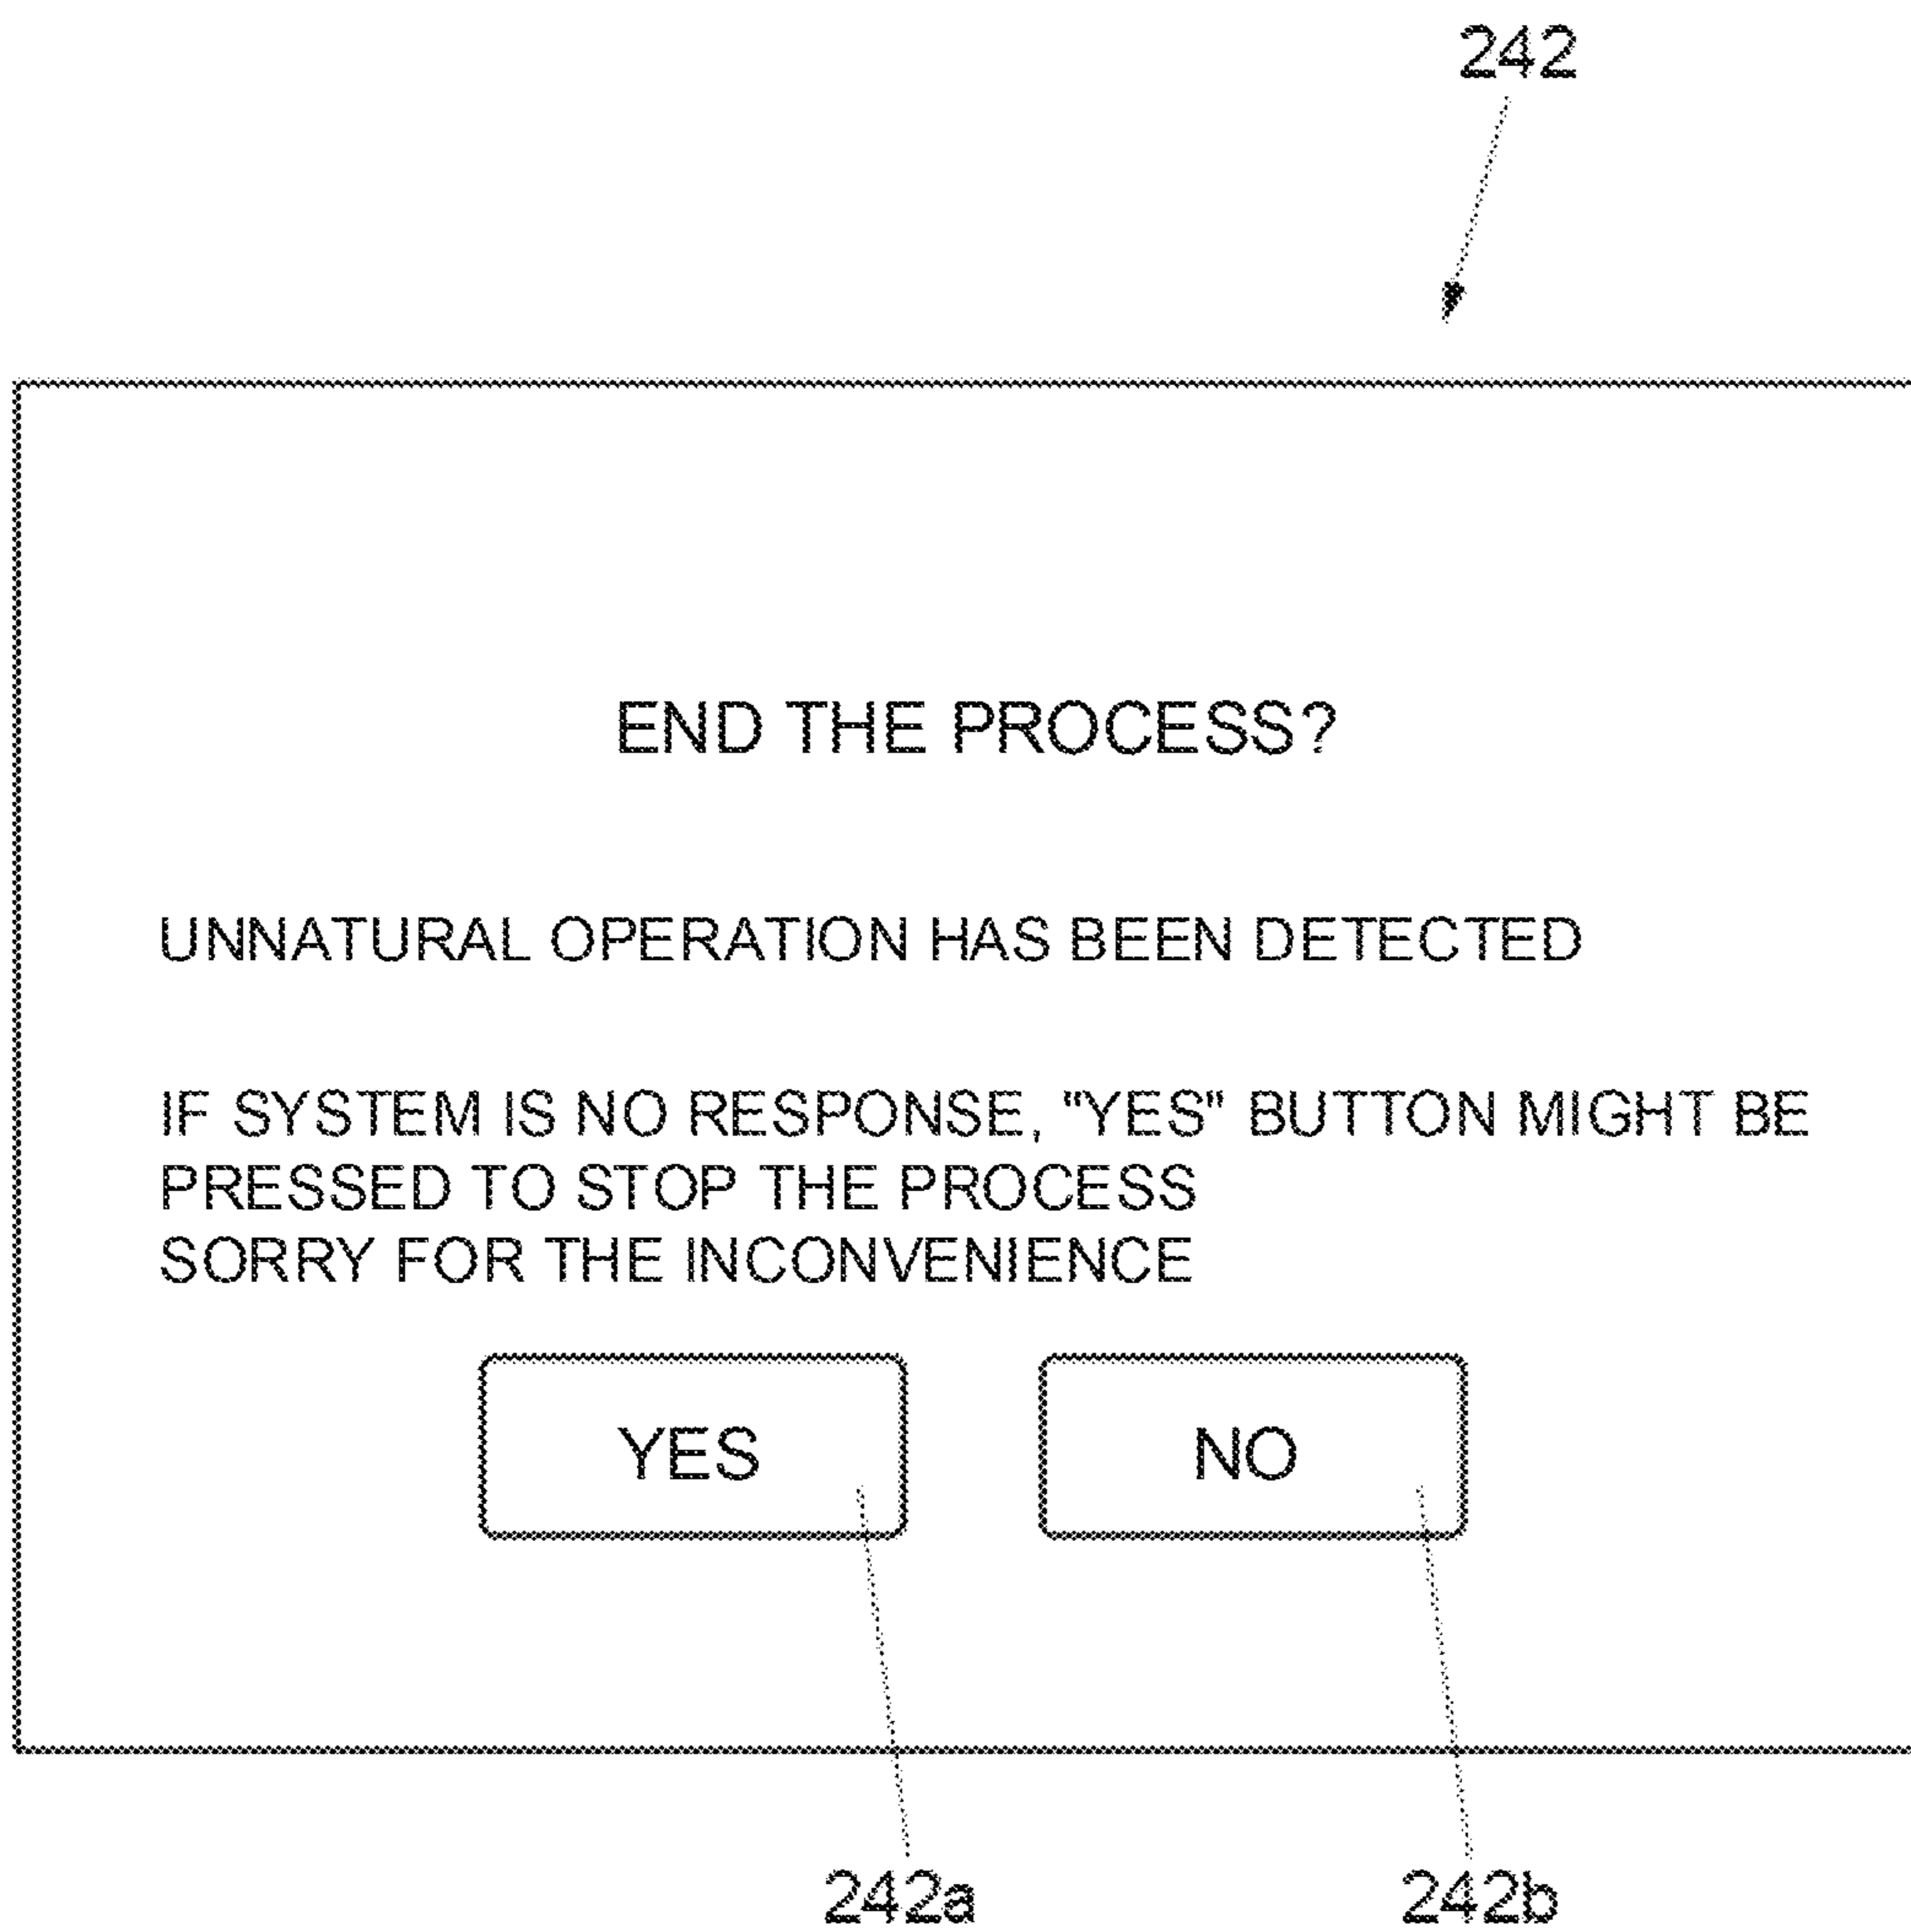 242
END THE PROCESS?
UNNATURAL OPERATION HAS BEEN DETECTED
IF SYSTEM IS NO RESPONSE, "YES" BUTTON MIGHT BE
PRESSED TO STOP THE PROCESS
SORRY FOR THE INCONVENIENCE
YES NO
242a 242b